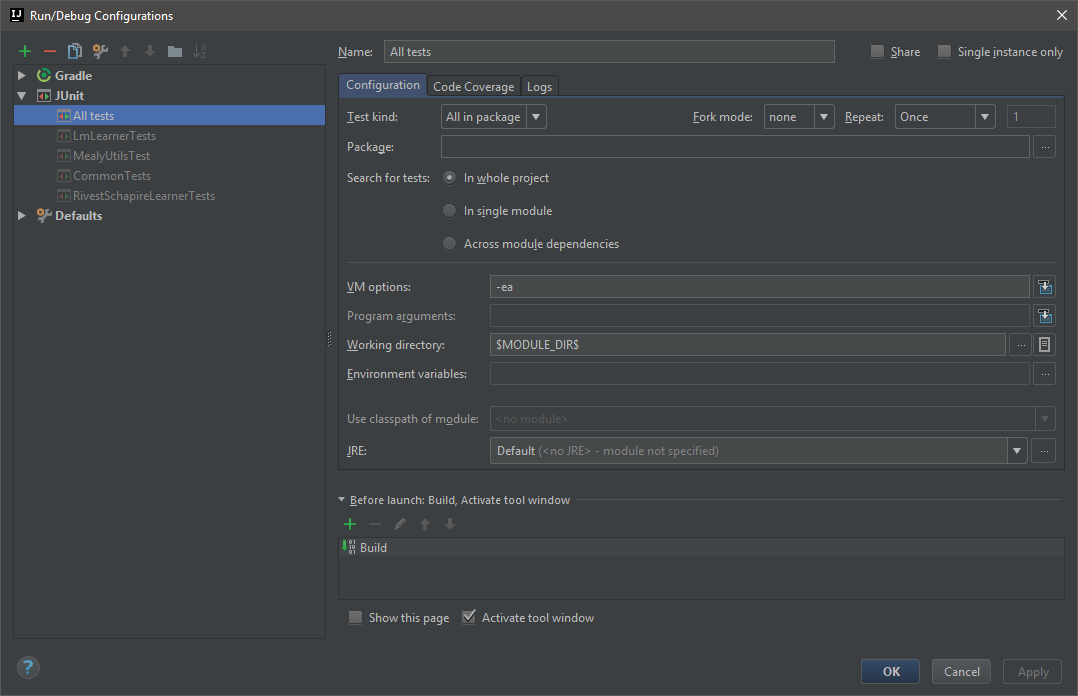 Run/Debug Configurations
Name: All tests Share Single instance only
Gradle
JUnit
All tests
LmLearnerTests
MealyUtilsTest
CommonTests
RivestSchapireLearnerTests
Defaults
Configuration Code Coverage Logs
Test kind: All in package Fork mode: none Repeat: Once 1
Package: ...
Search for tests: In whole project
In single module
Across module dependencies
VM options: -ea
Program arguments:
Working directory: $MODULE_DIR$ ...
Environment variables: ...
Use classpath of module: <no module>
JRE: Default (<no JRE> - module not specified) ...
Before launch: Build, Activate tool window
Build
Show this page Activate tool window
? OK Cancel Apply